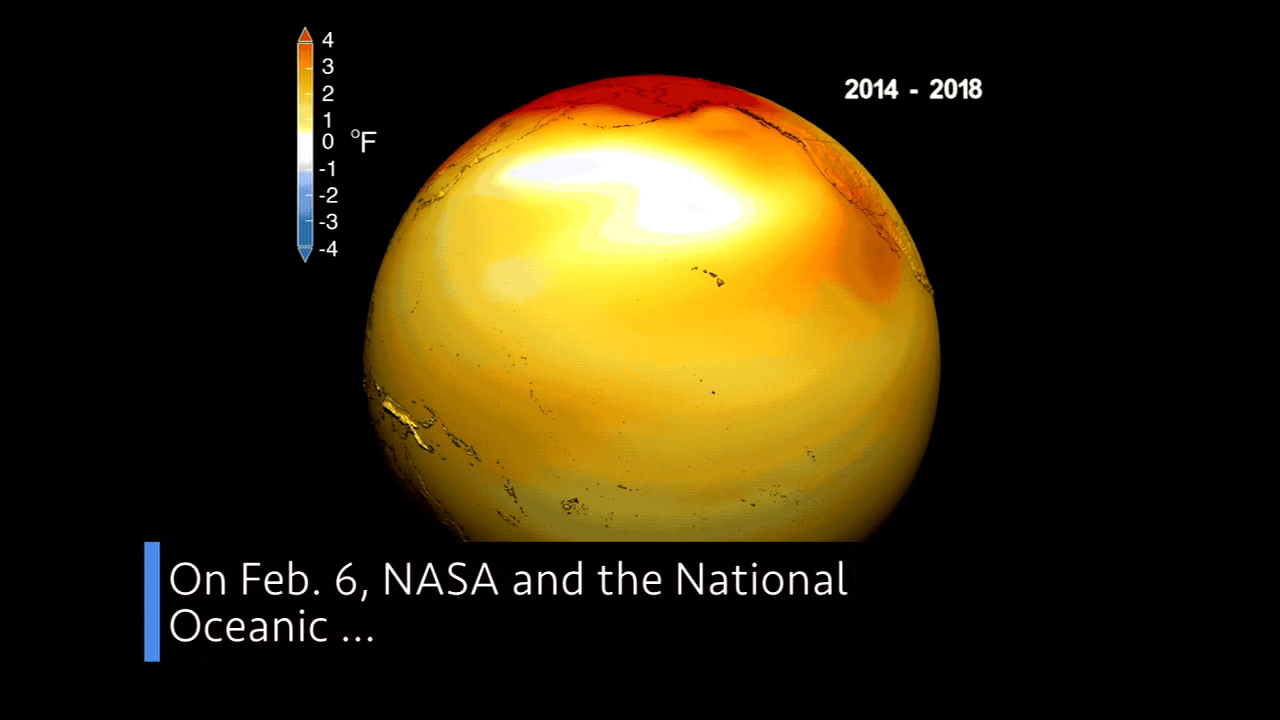 4
3
2
1
0
-1
-2
-3
-4
°F
2014 - 2018
On Feb. 6, NASA and the National
Oceanic ...